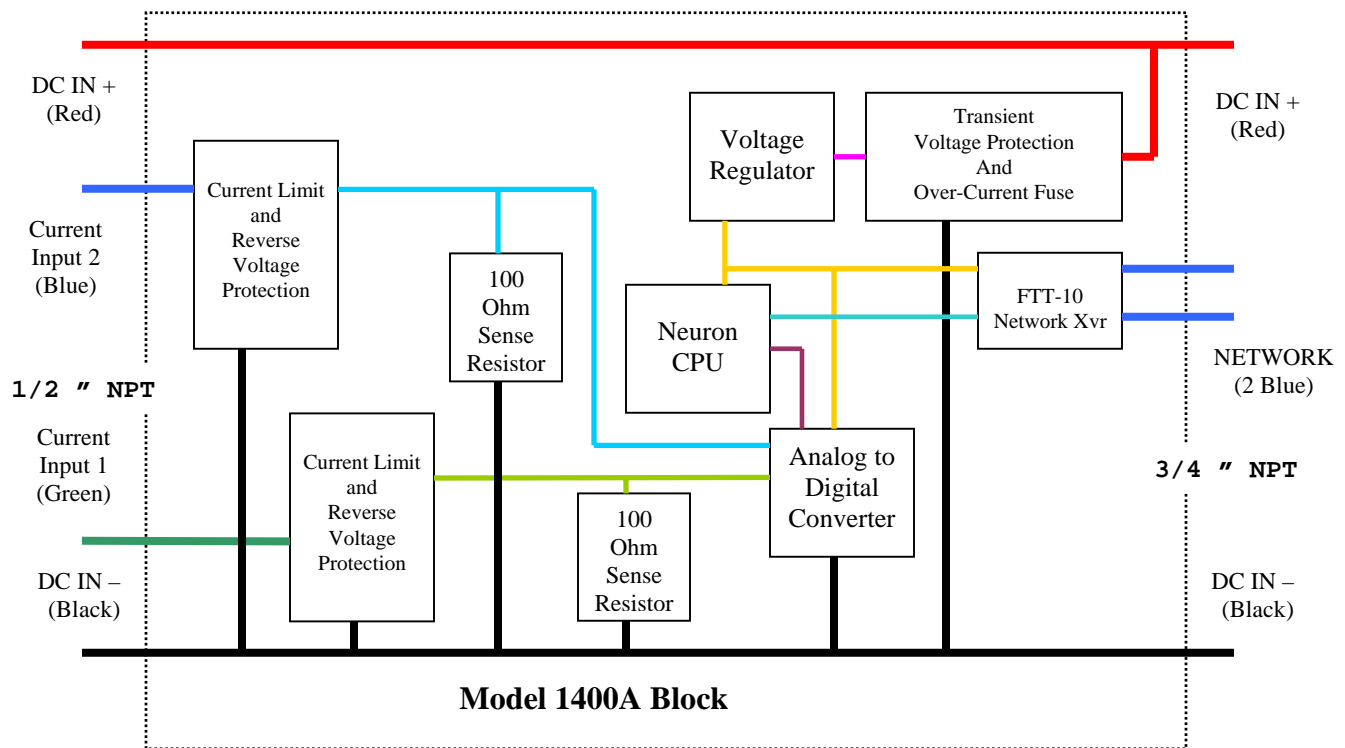 DC IN +
(Red)
Current
Input 2
(Blue)
1/2 " NPT
Current
Input 1
(Green)
DC IN –
(Black)
Current Limit
and
Reverse
Voltage
Protection
Current Limit
and
Reverse
Voltage
Protection
100
Ohm
Sense
Resistor
100
Ohm
Sense
Resistor
Voltage
Regulator
Transient
Voltage Protection
And
Over-Current Fuse
Neuron
CPU
FTT-10
Network Xvr
Analog to
Digital
Converter
DC IN +
(Red)
NETWORK
(2 Blue)
3/4 " NPT
DC IN –
(Black)
Model 1400A Block